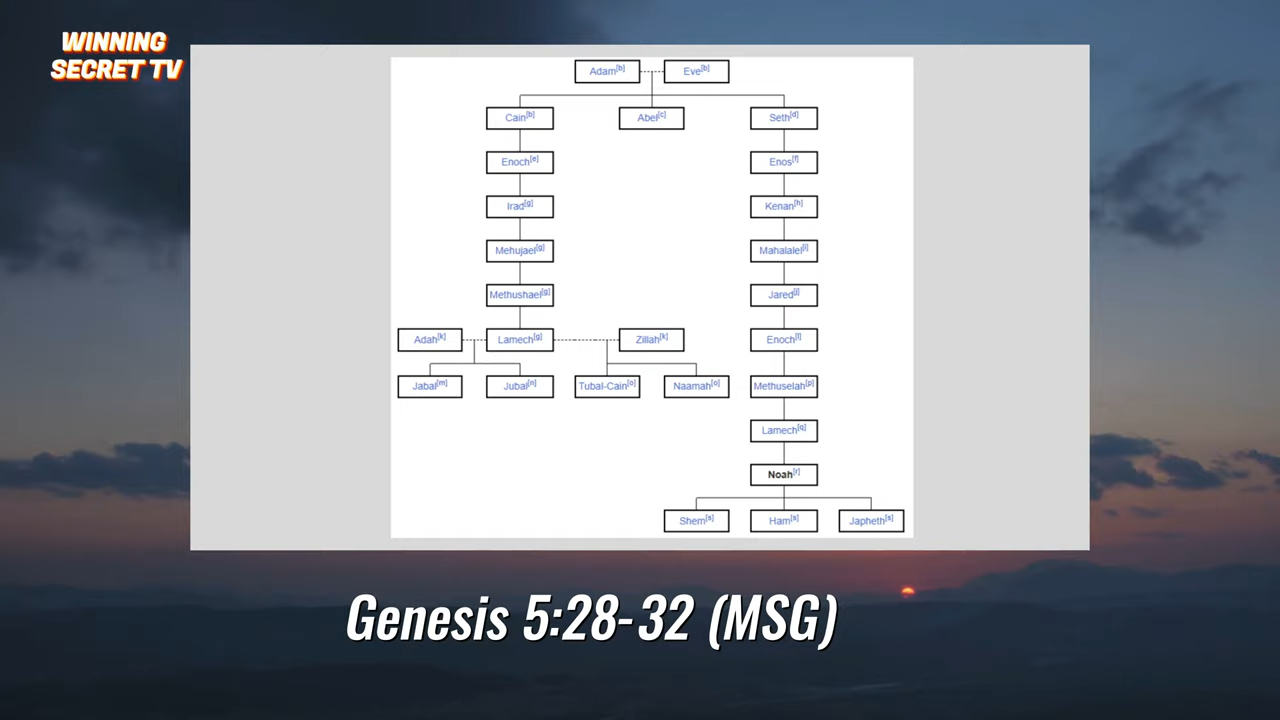 WINNING
SECRET TV
Adam[b] Eve[b]
Cain[b] Abel[c] Seth[d]
Enoch[e] Enos[f]
Irad[g] Kenan[h]
Mehujael[g] Mahalalel[i]
Methushael[g] Jared[j]
Adah[k] Lamech[g] Zillah[k] Enoch[l]
Jabal[m] Jubal[n] Tubal-Cain[o] Naamah[o] Methuselah[p]
Lamech[q]
Noah[r]
Shem[s] Ham[s] Japheth[s]
Genesis 5:28-32 (MSG)